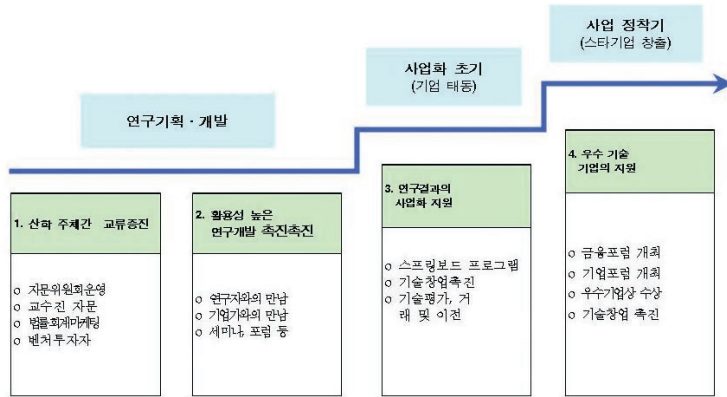 사업 정착기
(스타기업 창출)
사업화 초기
(기업 태동)
연구기획 · 개발
1. 산학 주체간 교류증진
o 자문위원회운영
o 교수진 자문
o 법률회계마케팅
o 벤처투자자
2. 활용성 높은
연구개발 촉진촉진
o 연구자와의 만남
o 기업가와의 만남
o 세미나, 포럼 등
3. 연구결과의
사업화 지원
o 스프링보드 프로그램
o 기술창업촉진
o 기술평가, 거
래 및 이전
4. 우수 기술
기업의 지원
o 금융포럼 개최
o 기업포럼 개최
o 우수기업상 수상
o 기술창업 촉진